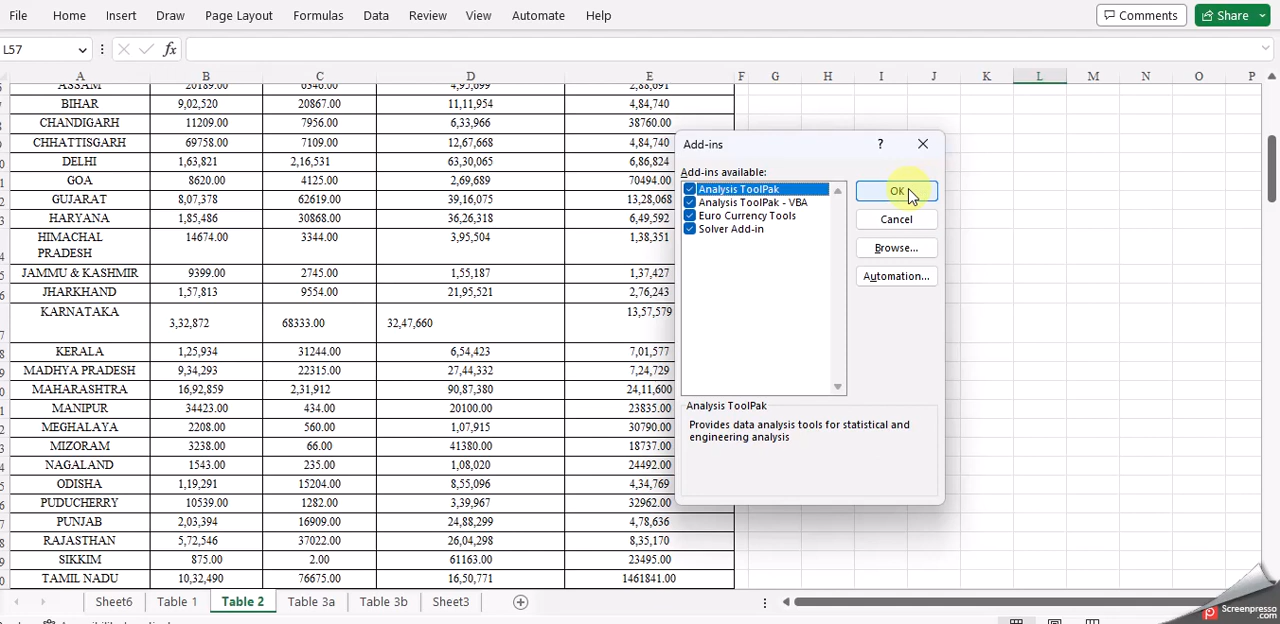 File Home Insert Draw Page Layout Formulas Data Review View Automate Help Comments Share
L57 fx
A B C D E F G H I J K L M N O P
ASSAM 20189.00 6346.00 4,95,699 2,88,691
BIHAR 9,02,520 20867.00 11,11,954 4,84,740
CHANDIGARH 11209.00 7956.00 6,33,966 38760.00
CHHATTISGARH 69758.00 7109.00 12,67,668 4,84,740
DELHI 1,63,821 2,16,531 63,30,065 6,86,824
GOA 8620.00 4125.00 2,69,689 70494.00
GUJARAT 8,07,378 62619.00 39,16,075 13,28,068
HARYANA 1,85,486 30868.00 36,26,318 6,49,592
HIMACHAL 14674.00 3344.00 3,95,504 1,38,351
PRADESH
JAMMU & KASHMIR 9399.00 2745.00 1,55,187 1,37,427
JHARKHAND 1,57,813 9554.00 21,95,521 2,76,243
KARNATAKA 13,57,579
3,32,872 68333.00 32,47,660
KERALA 1,25,934 31244.00 6,54,423 7,01,577
MADHYA PRADESH 9,34,293 22315.00 27,44,332 7,24,729
MAHARASHTRA 16,92,859 2,31,912 90,87,380 24,11,600
MANIPUR 34423.00 434.00 20100.00 23835.00
MEGHALAYA 2208.00 560.00 1,07,915 30790.00
MIZORAM 3238.00 66.00 41380.00 18737.00
NAGALAND 1543.00 235.00 1,08,020 24492.00
ODISHA 1,19,291 15204.00 8,55,096 4,34,769
PUDUCHERRY 10539.00 1282.00 3,39,967 32962.00
PUNJAB 2,03,394 16909.00 24,88,299 4,78,636
RAJASTHAN 5,72,546 37022.00 26,04,298 8,35,170
SIKKIM 875.00 2.00 61163.00 23495.00
TAMIL NADU 10,32,490 76675.00 16,50,771 1461841.00
Add-ins ?
Add-ins available:
Analysis ToolPak
Analysis ToolPak - VBA
Euro Currency Tools
Solver Add-in
OK
Cancel
Browse...
Automation...
Analysis ToolPak
Provides data analysis tools for statistical and
engineering analysis
Sheet6 Table 1 Table 2 Table 3a Table 3b Sheet3
Screenpresso
.com